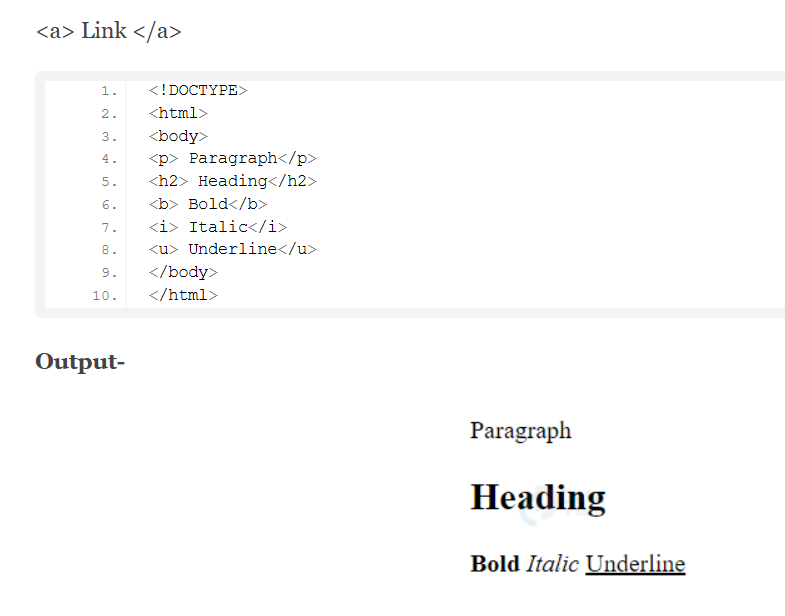 <a> Link </a>
1. <!DOCTYPE>
2. <html>
3. <body>
4. <p> Paragraph</p>
5. <h2> Heading</h2>
6. <b> Bold</b>
7. <i> Italic</i>
8. <u> Underline</u>
9. </body>
10. </html>
Output-
Paragraph
Heading
Bold Italic Underline